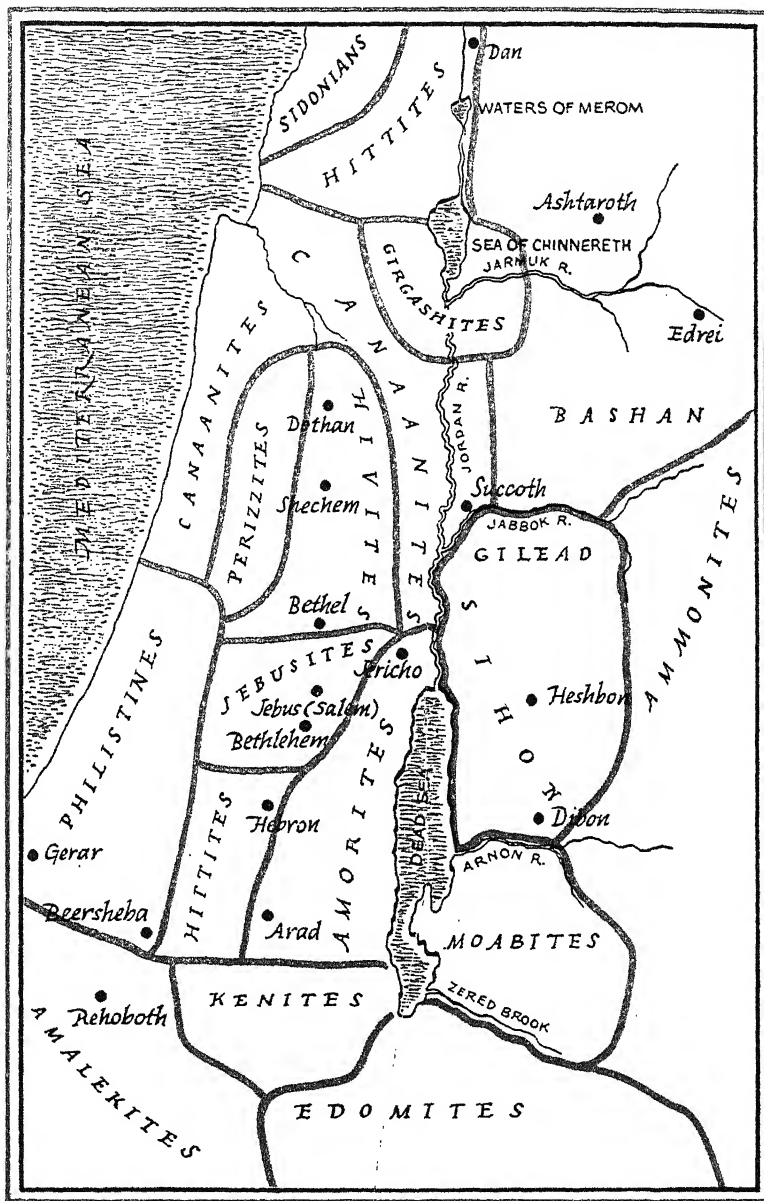 SIDONIANS
HITTITES
Dan
WATERS OF MEROM
MEDITERRANEAN SEA
Ashtaroth
SEA OF CHINNERETH
JARMUK R.
CANAANITES
GIRGASHITES
Edrei
CANAANITES
Dothan
HIVITES
JORDAN R.
BASHAN
PERIZZITES
Shechem
Succoth
JABBOK R.
GILEAD
AMMONITES
Bethel
SIHON
JEBUSITES
Jericho
PHILISTINES
Jebus (Salem)
Heshbon
Bethlehem
AMORITES
DEAD SEA
HITTITES
Hebron
Dibon
Gerar
ARNON R.
Beersheba
Arad
MOABITES
KENITES
ZERED BROOK
Rehoboth
AMALEKITES
EDOMITES